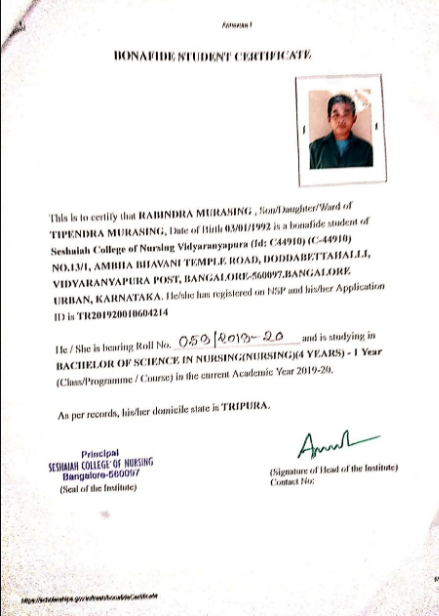 Annexure I
BONAFIDE STUDENT CERTIFICATE
This is to certify that RABINDRA MURASING , Son/Daughter/Ward of
TIPENDRA MURASING, Date of Birth 03/01/1992 is a bonafide student of
Seshaiah College of Nursing Vidyaranyapura (Id: C44910) (C-44910)
NO.13/1, AMBHA BHAVANI TEMPLE ROAD, DODDABETTAHALLI,
VIDYARANYAPURA POST, BANGALORE-560097,BANGALORE
URBAN, KARNATAKA. He/she has registered on NSP and his/her Application
ID is TR201920010604214
He / She is bearing Roll No. 059/2019-20 and is studying in
BACHELOR OF SCIENCE IN NURSING(NURSING)(4 YEARS) - 1 Year
(Class/Programme / Course) in the current Academic Year 2019-20.
As per records, his/her domicile state is TRIPURA.
Principal
SESHAIAH COLLEGE OF NURSING
Bangalore-560097
(Seal of the Institute)
(Signature of Head of the Institute)
Contact No:
https://scholarships.gov.in/fresh/bonafideCertificate